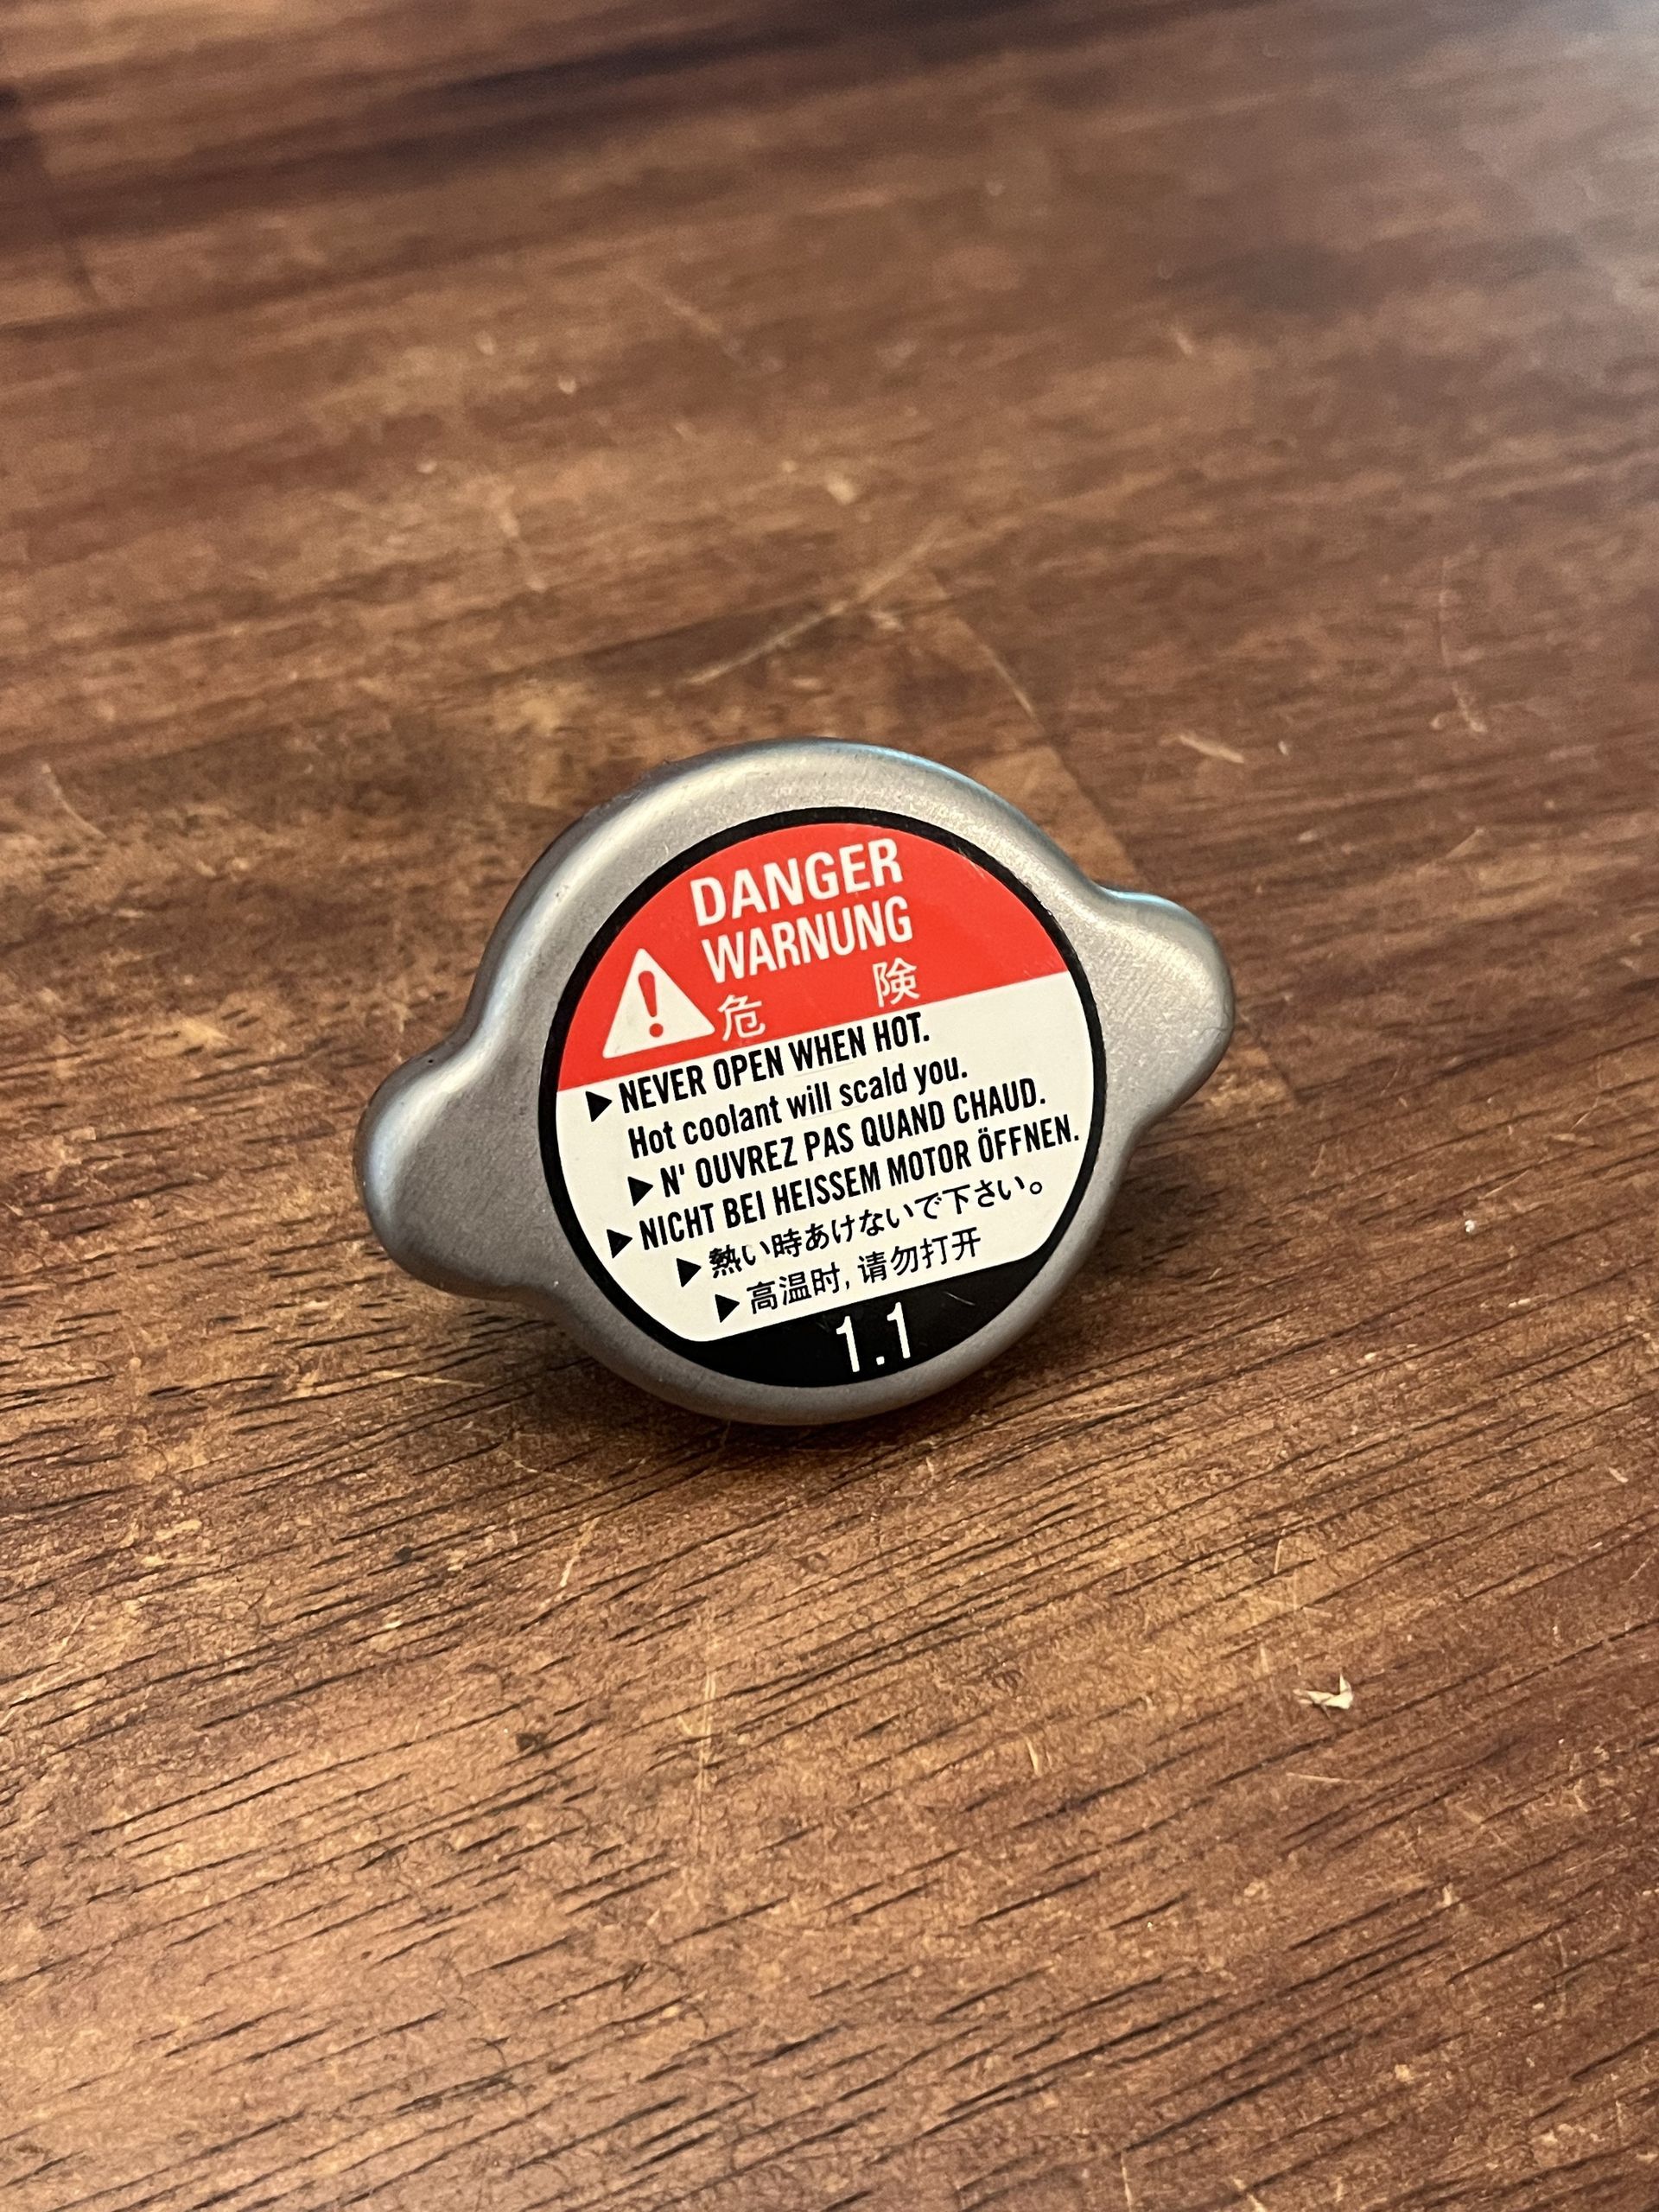 DANGER
WARNUNG
危 険
▶ NEVER OPEN WHEN HOT.
Hot coolant will scald you.
▶ N' OUVREZ PAS QUAND CHAUD.
▶ NICHT BEI HEISSEM MOTOR ÖFFNEN.
▶ 熱い時あけないで下さい。
▶ 高温时, 请勿打开
1.1